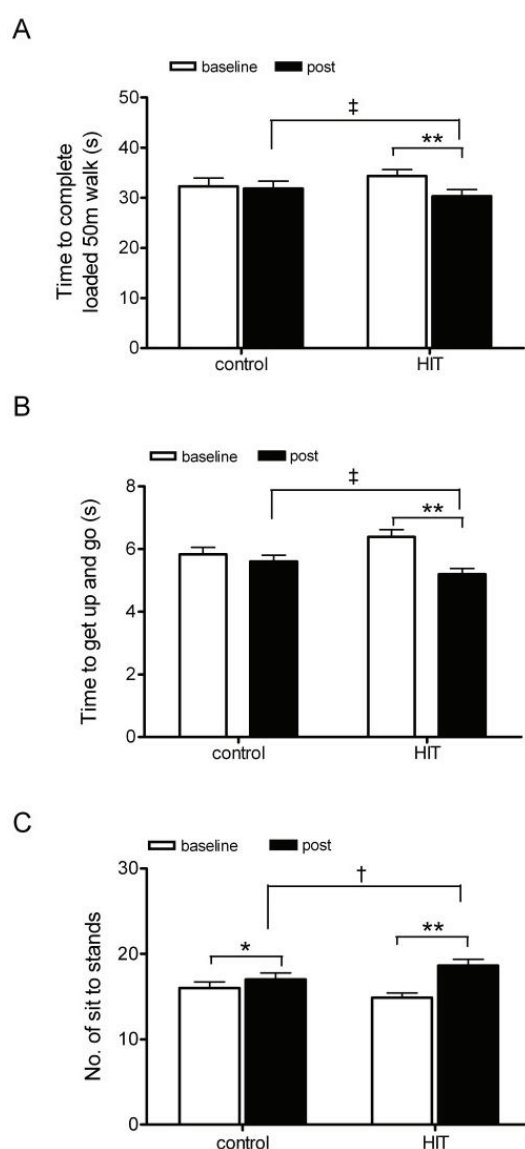 A
baseline post
Time to complete
loaded 50m walk (s)
50
40
30
20
10
0
‡
**
control HIT
B
baseline post
Time to get up and go (s)
8
6
4
2
0
‡
**
control HIT
C
baseline post
No. of sit to stands
30
20
10
0
†
*
**
control HIT